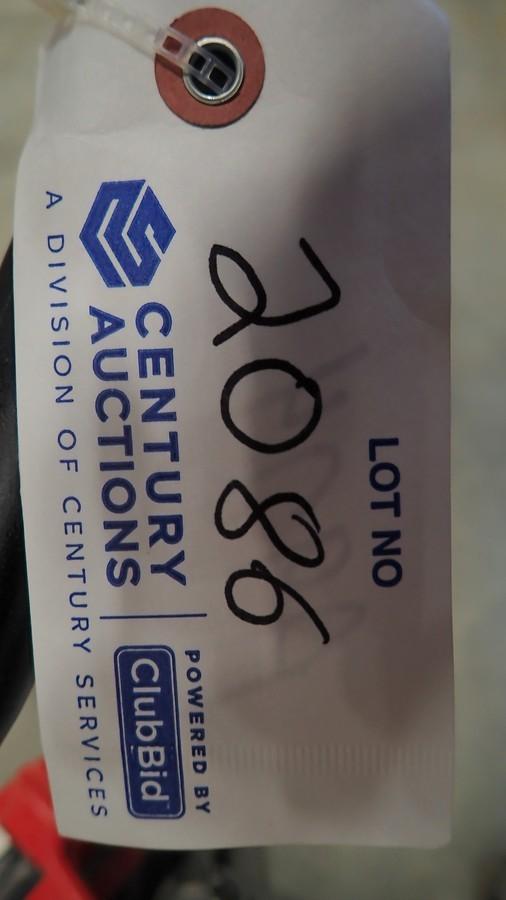 LOT NO
2086
CENTURY
AUCTIONS
POWERED BY
ClubBid
A DIVISION OF CENTURY SERVICES